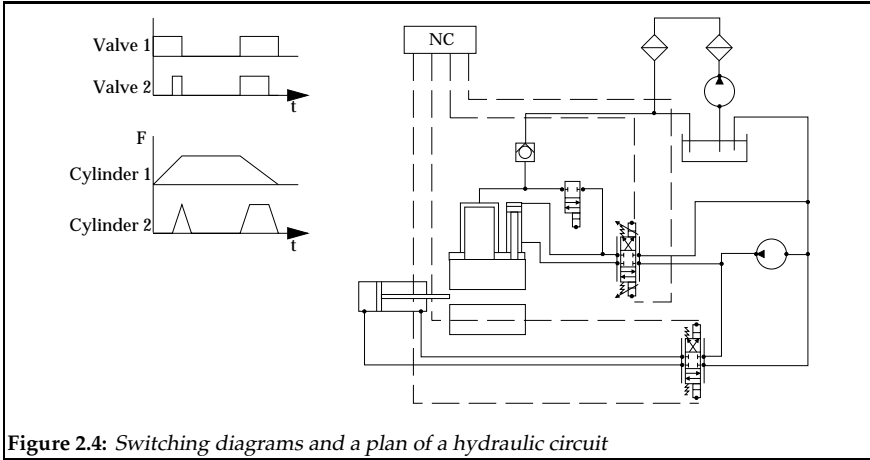 Valve 1
Valve 2
t
F
Cylinder 1
Cylinder 2
t
NC
Figure 2.4: Switching diagrams and a plan of a hydraulic circuit